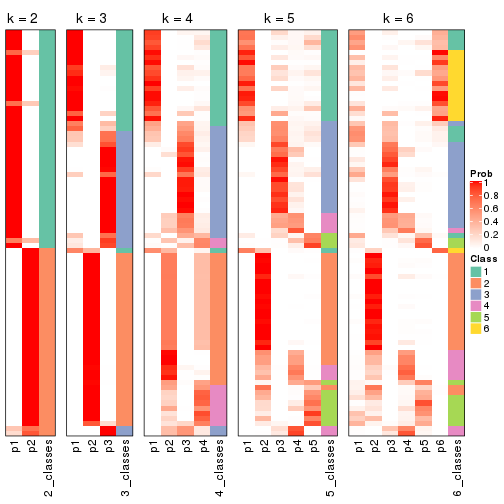 k = 2
k = 3
k = 4
k = 5
k = 6
Prob
1
0.8
0.6
0.4
0.2
0
Class
1
2
3
4
5
6
p1
p2
2_classes
p1
p2
p3
3_classes
p1
p2
p3
p4
4_classes
p1
p2
p3
p4
p5
5_classes
p1
p2
p3
p4
p5
p6
6_classes